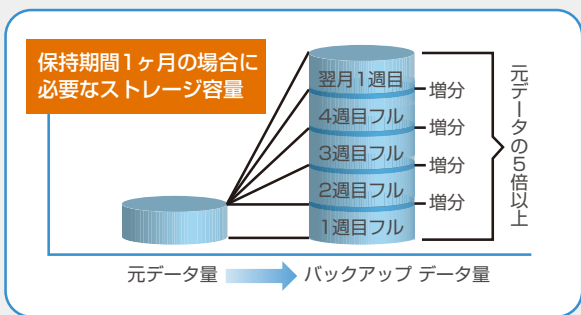 保持期間1ヶ月の場合に
必要なストレージ容量
翌月1週目
増分
4週目フル
増分
3週目フル
増分
2週目フル
増分
1週目フル
元データの5倍以上
元データ量
バックアップ データ量